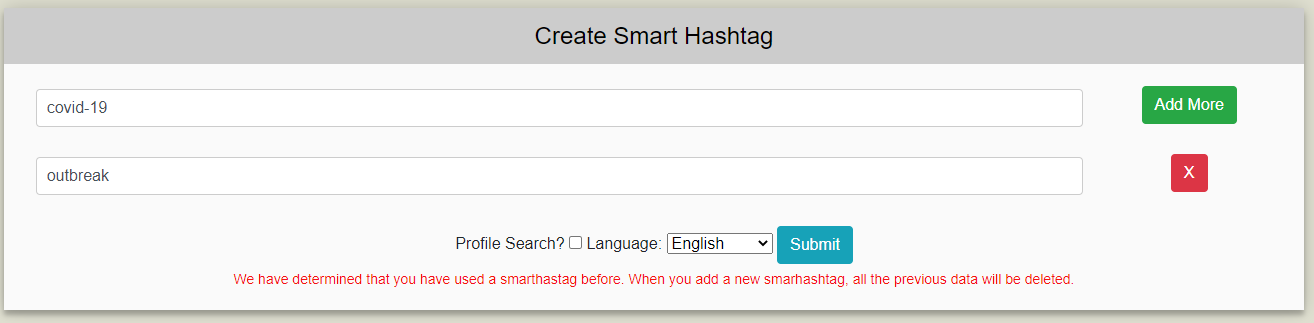 Create Smart Hashtag
covid-19
Add More
outbreak
X
Profile Search? Language: English Submit
We have determined that you have used a smarthastag before. When you add a new smarhashtag, all the previous data will be deleted.